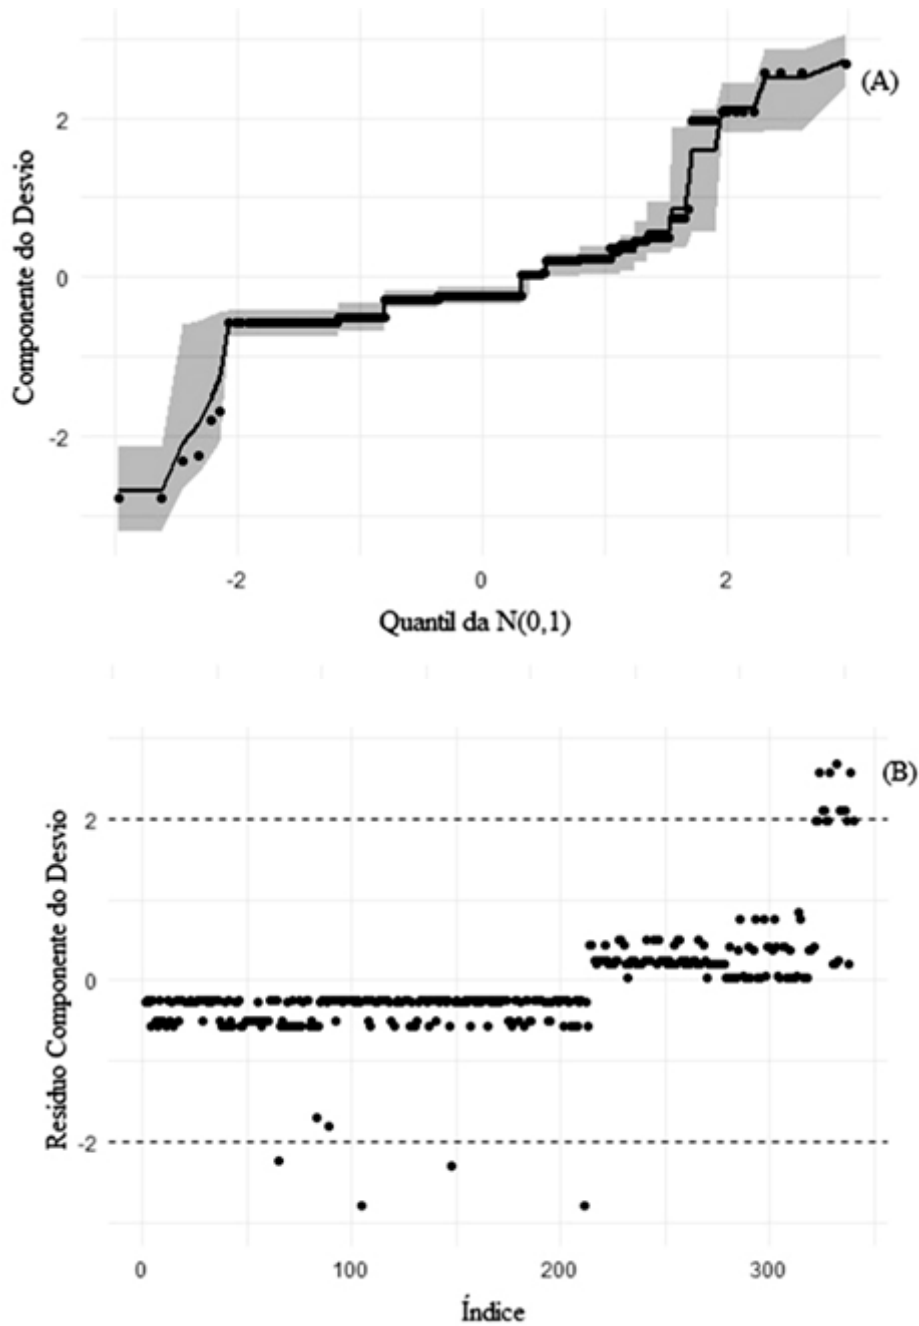 (A)
Componente do Desvio
2
0
-2
-2
0
2
Quantil da N(0,1)
(B)
Resíduo Componente do Desvio
2
0
-2
0
100
200
300
Índice